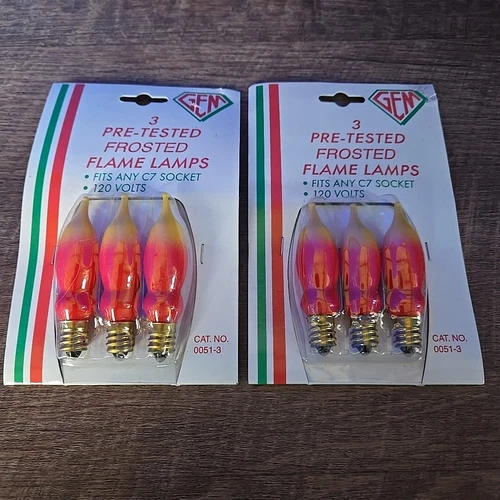 GEM
3
PRE-TESTED
FROSTED
FLAME LAMPS
• FITS ANY C7 SOCKET
• 120 VOLTS
CAT. NO.
0051-3
GEM
3
PRE-TESTED
FROSTED
FLAME LAMPS
• FITS ANY C7 SOCKET
• 120 VOLTS
CAT. NO.
0051-3